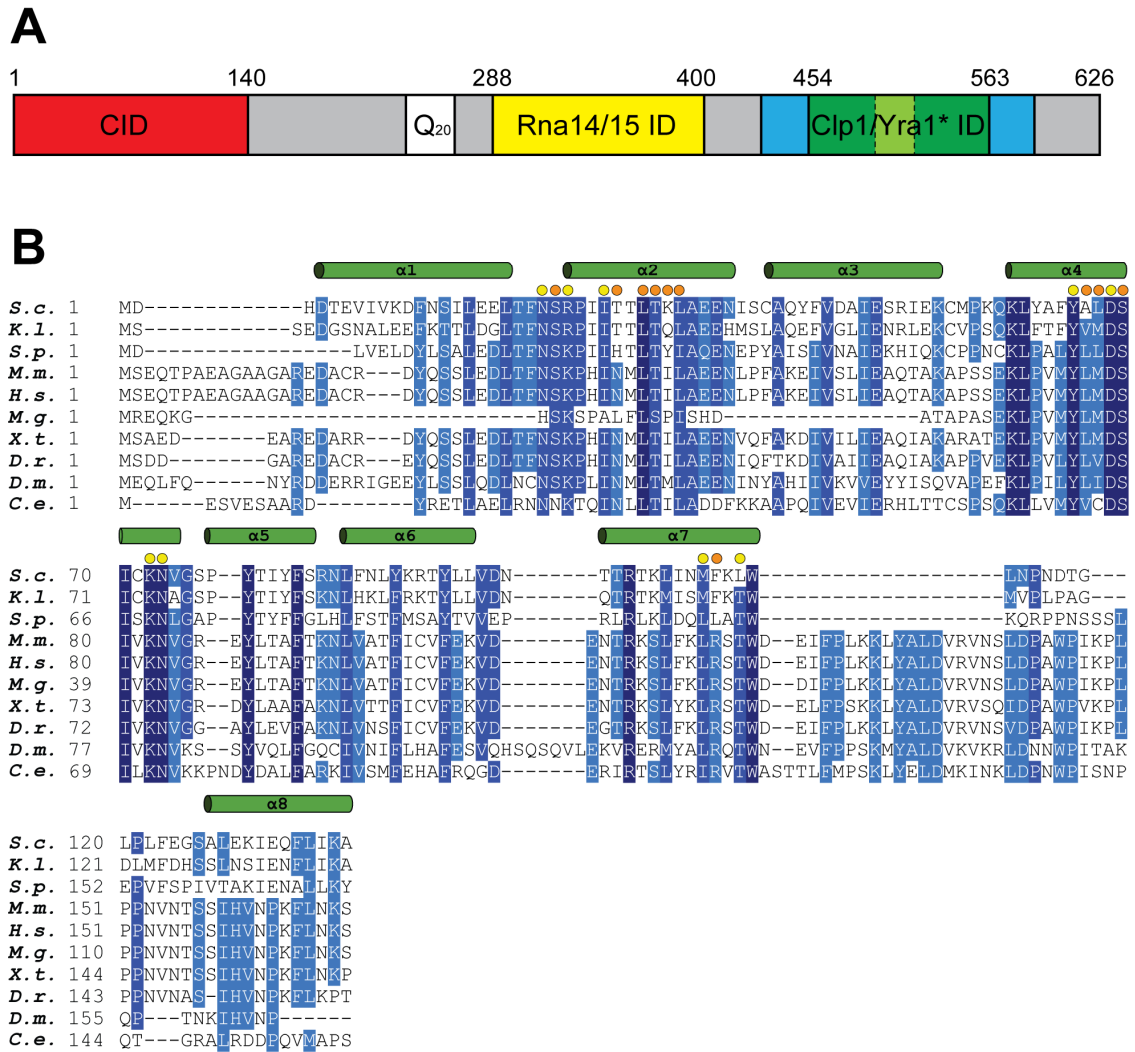 A
1 140 288 400 454 563 626
CID Q20 Rna14/15 ID Clp1/Yra1* ID
B
α1 α2 α3 α4
S.c. 1 MD-------------HDTEVIVKDFNSILEELTFNSRPIITTLTKLAEENISCAQYFVDAIESRIEKCMPKQKLYAFYALDS
K.l. 1 MS-------------SEDGSNALEEFKTTLDGLTFNSRPIITTLTQLAEEHMSLAQEFVGLIENRLEKCVPSQKLFTFYVMDS
S.p. 1 MD-----------------LVELDYLSALEDLTFNSKPIIHTLTYIAQENEPYAISIVNAIEKHIQKCPPNCKLPALYLLDS
M.m. 1 MSEQTPAEAGAAGAREDACR---DYQSSLEDLTFNSKPHINMLTILAEENLPFAKEIVSLIEAQTAKAPSSEKLPVMYLMDS
H.s. 1 MSEQTPAEAGAAGAREDACR---DYQSSLEDLTFNSKPHINMLTILAEENLPFAKEIVSLIEAQTAKAPSSEKLPVMYLMDS
M.g. 1 MREQKG----------------------------HSKSPALFLSPISHD----------------ATAPASEKLPVMYLMDS
X.t. 1 MSAED-------EAREDARR---DYQSSLEDLTFNSKPHINMLTILAEENVQFAKDIVILIEAQIAKARATEKLPVMYLMDS
D.r. 1 MSDD--------GAREDACR---EYQSSLEDLTFNSKPHINMLTILAEENIQFTKDIVAIIEAQIAKAPPVEKLPVLYLVDS
D.m. 1 MEQLFQ------NYRDDERRIGEEYLSSLQDLNCNSKPLINMLTMLAEENINYAHIIVKVVEYYISQVAPEFKLPILYLIDS
C.e. 1 M-------ESVESAARD--------YRETLAELRNNNKTQINLLTILADDFKKAAPQIVEVIERHLTTCSPSQKLLVMYVCDS
α5 α6 α7
S.c. 70 ICKNVGSP--YTIYFSRNLFNLYKRTYLLVDN-------TTRTKLINMFKLW--------------------LNPNDTG---
K.l. 71 ICKNAGSP--YTIYFSKNLHKLFRKTYLLVDN-------QTRTKMISMFKTW--------------------MVPLPAG---
S.p. 66 ISKNLGAP--YTYFFGLHLFSTFMSAYTVVEP-------RLRLKLDQLLATW--------------------KQRPPNSSSL
M.m. 80 IVKNVGR--EYLTAFTKNLVATFICVFEKVD-------ENTRKSLFKLRSTWD--EIFPLKKLYALDVRVNSLDPAWPIKPL
H.s. 80 IVKNVGR--EYLTAFTKNLVATFICVFEKVD-------ENTRKSLFKLRSTWD--EIFPLKKLYALDVRVNSLDPAWPIKPL
M.g. 39 IVKNVGR--EYLTAFTKNLVATFICVFEKVD-------ENTRKSLFKLRSTWD--DIFPLKKLYALDVRVNSLDPAWPIKPL
X.t. 73 IVKNVGR--DYLAAFAKNLVTTFICVFEKVD-------ENTRKSLYKLRSTWD--EIFPSKKLYALDVRVSQIDPAWPIKPL
D.r. 72 IVKNVGG--AYLEVFAKNLVNSFICVFEKVD-------EGTRKSLFKLRSTWD--EIFPLKKLYALDVRVNSVDPAWPVKPL
D.m. 77 IVKNVKS--SYVQLFGQCIVNIFLHAFESVQHSQSQVLEKVRERMYALRQTWN--EVFPPSKMYALDVKVKRLDNNWPITAK
C.e. 69 ILKNVKKPNDYDALFARKIVSMFEHAFRQGD-------ERIRTSLYRIRVTWASTTLFMPSKLYELDMKINKLDPNWPISNP
α8
S.c. 120 LPLFEGSALEKIEQFLIKA
K.l. 121 DLMFDHSSLNSIENFLIKA
S.p. 152 EPVFSPIVTAKIENALLKY
M.m. 151 PPNVNTSSIHVNPKFLNKS
H.s. 151 PPNVNTSSIHVNPKFLNKS
M.g. 110 PPNVNTSSIHVNPKFLNKS
X.t. 144 PPNVNTSSIHVNPKFLNKP
D.r. 143 PPNVNAS-IHVNPKFLKPT
D.m. 155 QP--TNKIHVNP------
C.e. 144 QT---GRALRDDPQVMAPS